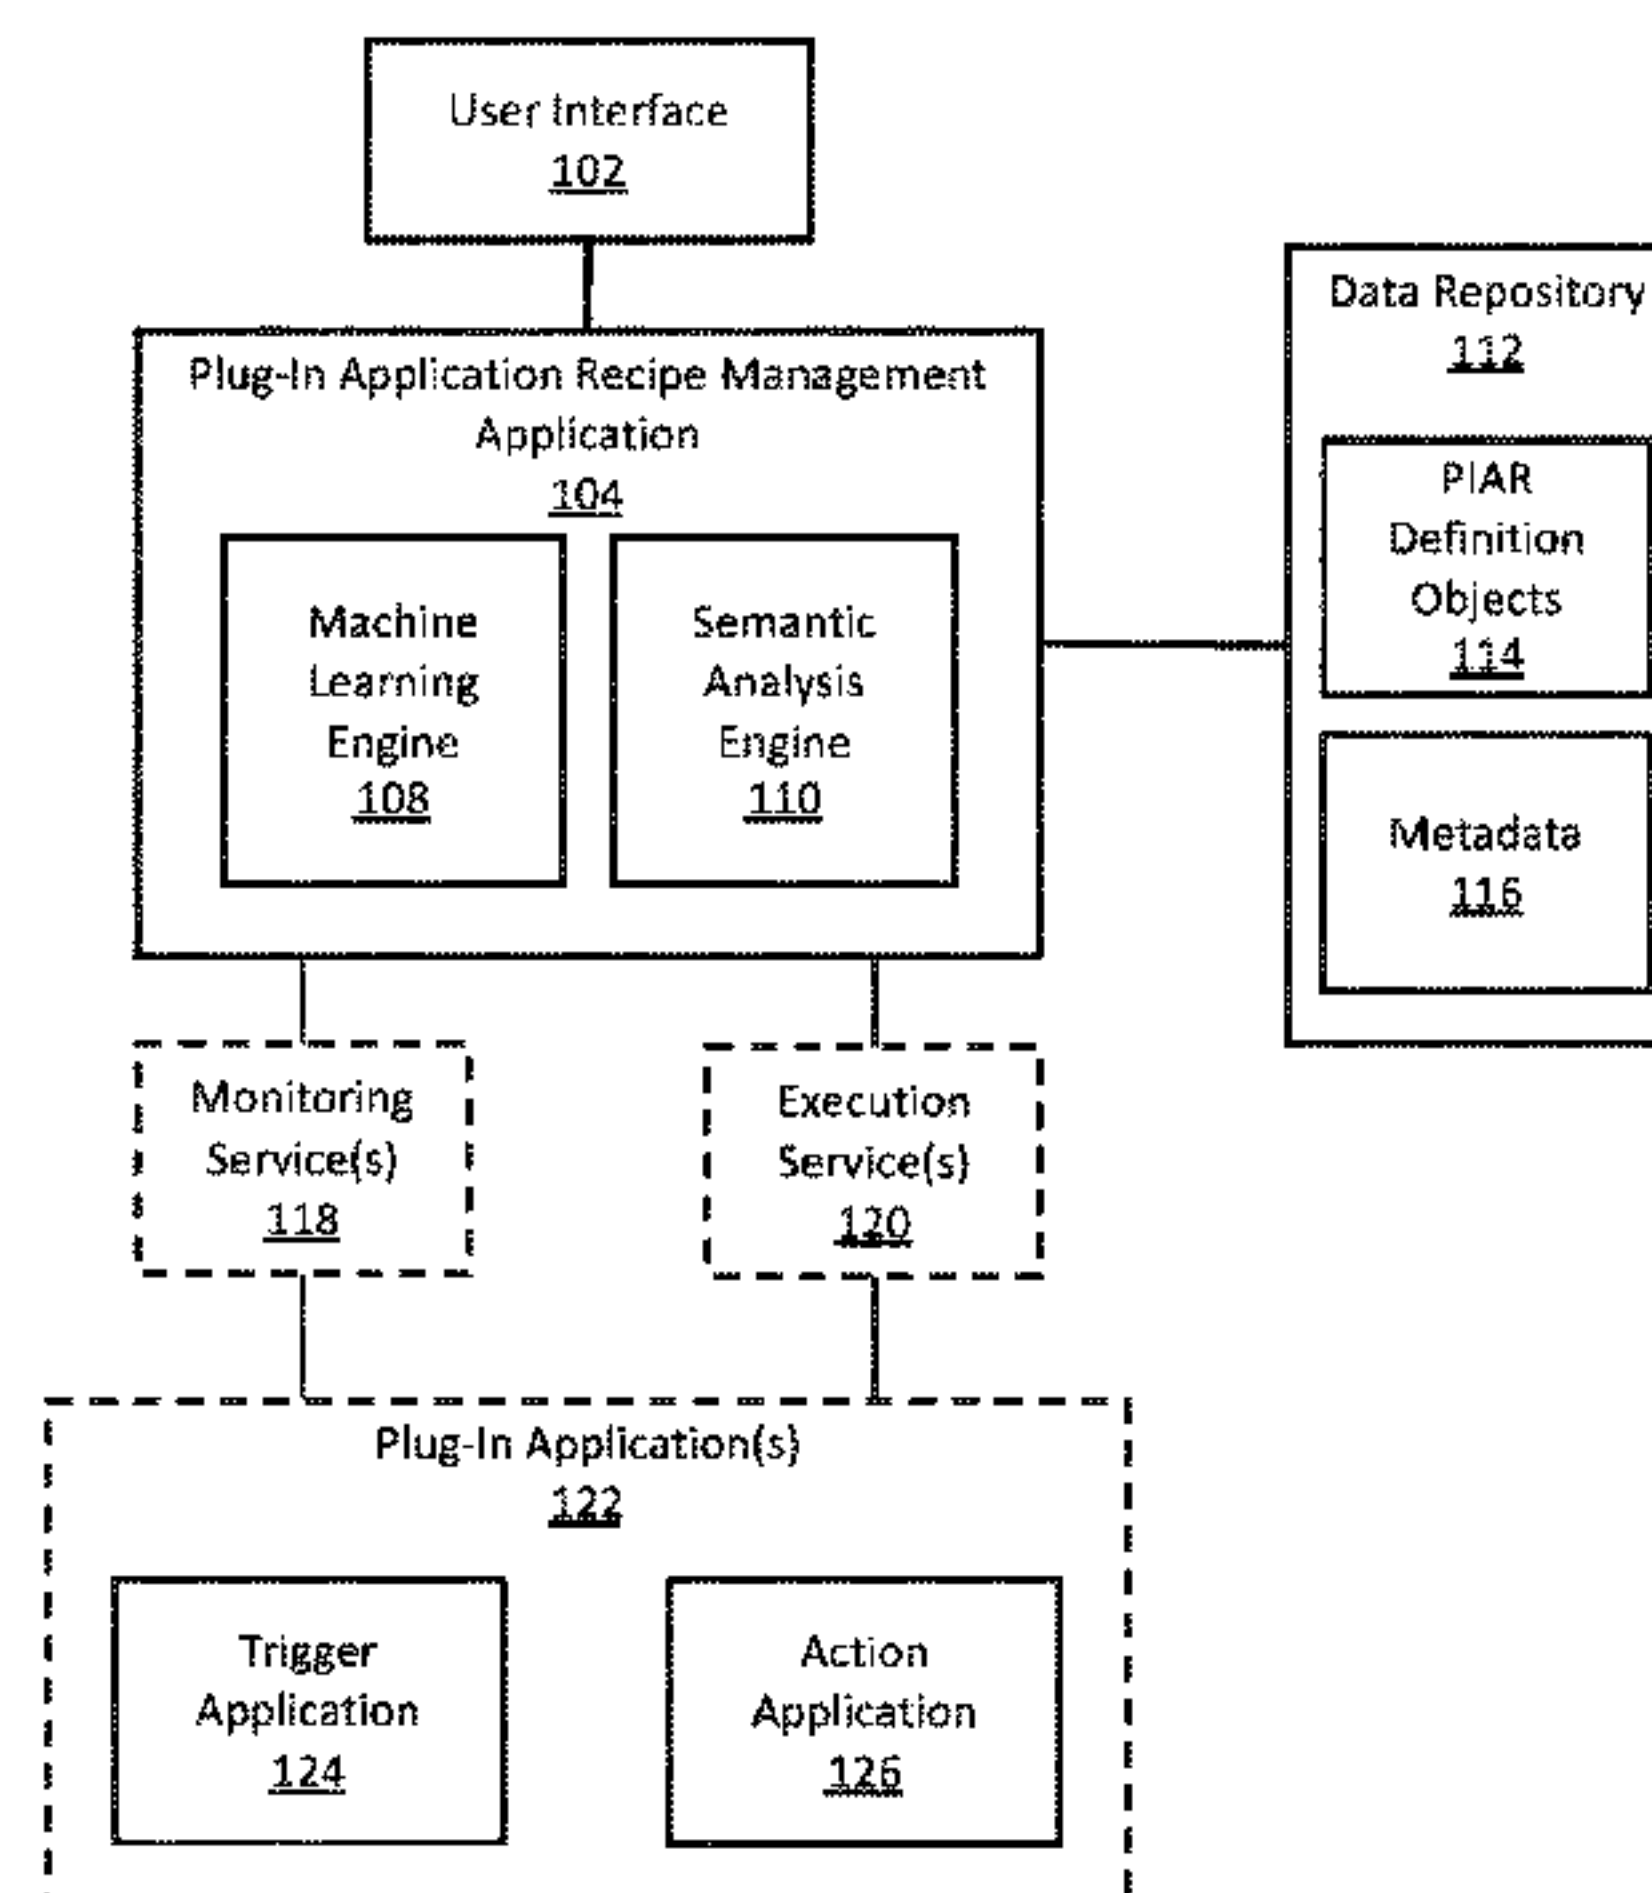 User Interface
102
Plug-In Application Recipe Management
Application
104
Machine
Learning
Engine
108
Semantic
Analysis
Engine
110
Data Repository
112
PIAR
Definition
Objects
114
Metadata
116
Monitoring
Service(s)
118
Execution
Service(s)
120
Plug-In Application(s)
122
Trigger
Application
124
Action
Application
126